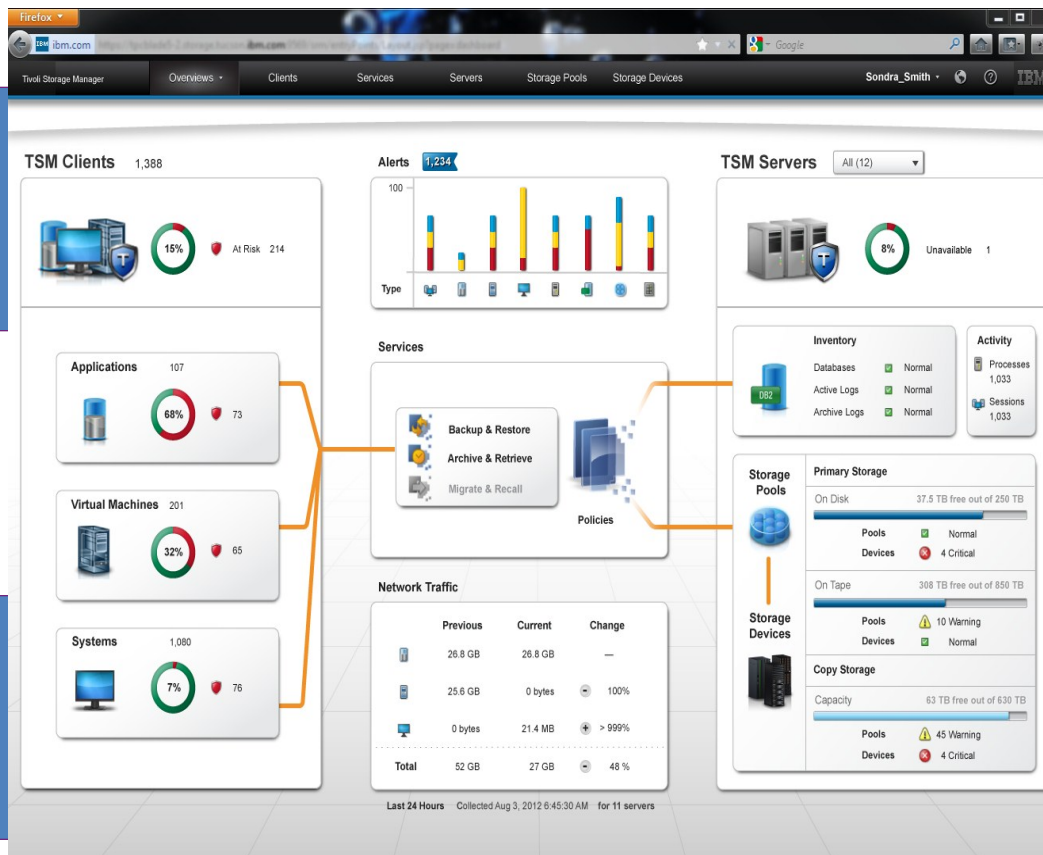 Firefox
IBM ibm.com
Google
Tivoli Storage Manager Overviews Clients Services Servers Storage Pools Storage Devices Sondra_Smith ? IBM
TSM Clients 1,388
15% At Risk 214
Applications 107
68% 73
Virtual Machines 201
32% 65
Systems 1,080
7% 76
Alerts 1,234
100
Type
Services
Backup & Restore
Archive & Retrieve
Migrate & Recall
Policies
Network Traffic
Previous Current Change
26.8 GB 26.8 GB —
25.6 GB 0 bytes - 100%
0 bytes 21.4 MB + > 999%
Total 52 GB 27 GB - 48 %
Last 24 Hours Collected Aug 3, 2012 6:45:30 AM for 11 servers
TSM Servers All (12)
T 8% Unavailable 1
Inventory
DB2
Databases Normal
Active Logs Normal
Archive Logs Normal
Activity
Processes
1,033
Sessions
1,033
Storage
Pools
Storage
Devices
Primary Storage
On Disk 37.5 TB free out of 250 TB
Pools Normal
Devices 4 Critical
On Tape 308 TB free out of 850 TB
Pools 10 Warning
Devices Normal
Copy Storage
Capacity 63 TB free out of 630 TB
Pools 45 Warning
Devices 4 Critical